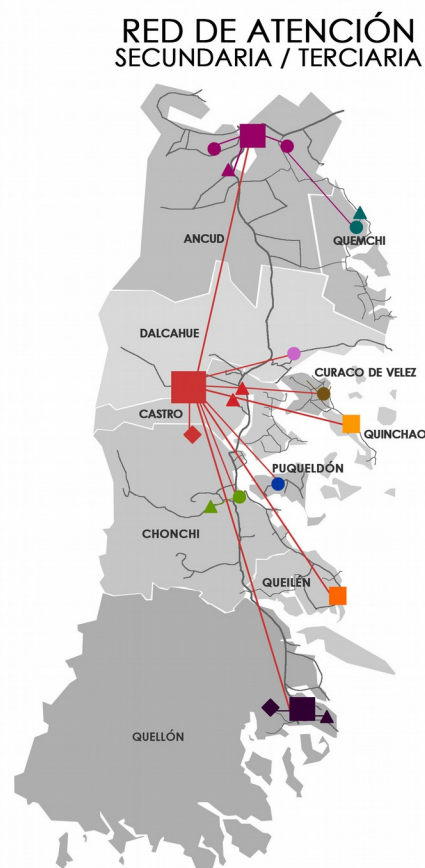 RED DE ATENCIÓN
SECUNDARIA / TERCIARIA
ANCUD
QUEMCHI
DALCAHUE
CURACO DE VELEZ
CASTRO
QUINCHAO
PUQUELDÓN
CHONCHI
QUEILÉN
QUELLÓN